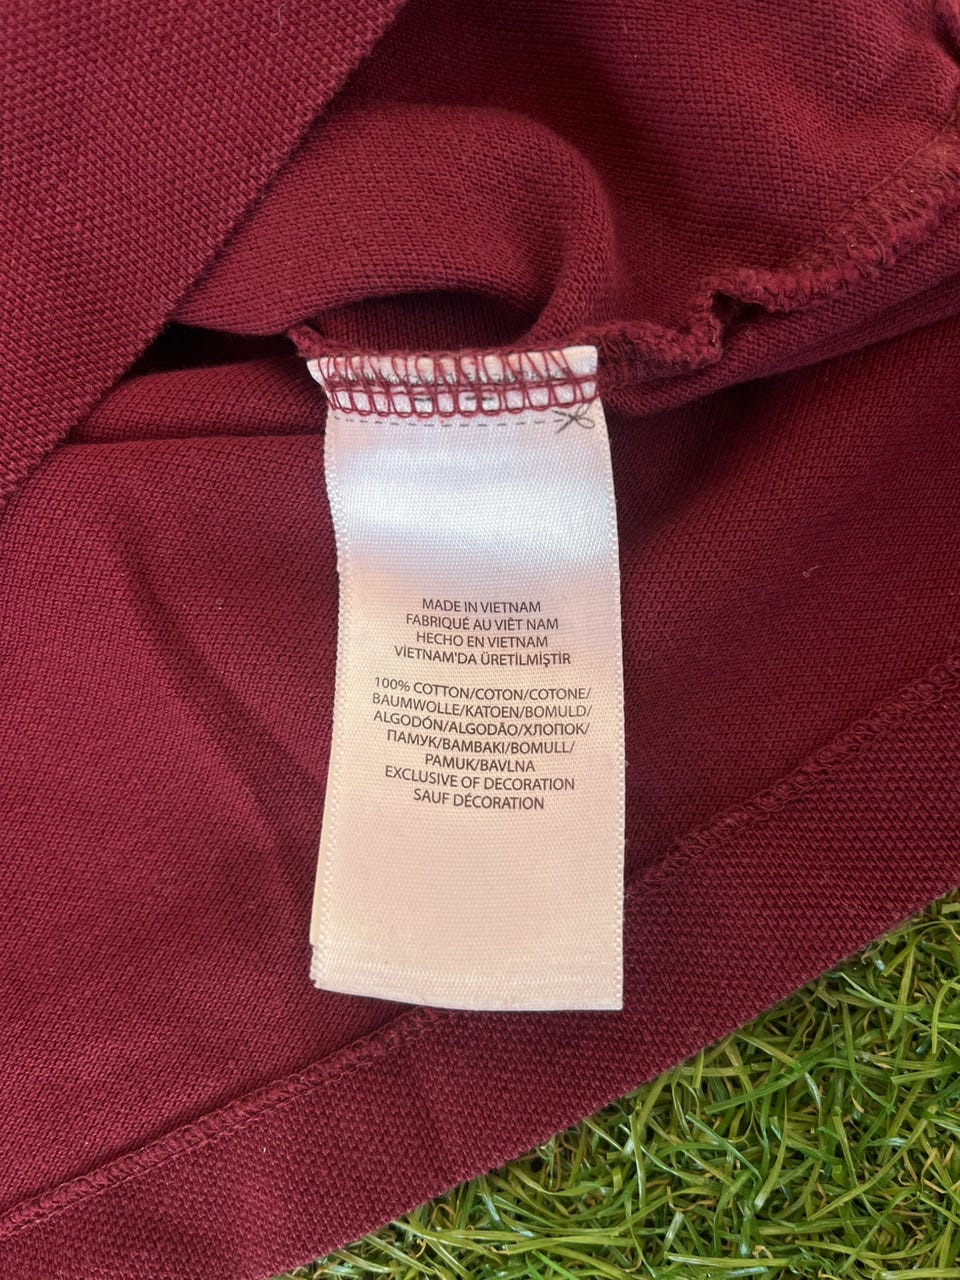 MADE IN VIETNAM
FABRIQUÉ AU VIÊT NAM
HECHO EN VIETNAM
VIETNAM'DA ÜRETİLMİŞTİR
100% COTTON/COTON/COTONE/
BAUMWOLLE/KATOEN/BOMULD/
ALGODÓN/ALGODÃO/ХЛОПОК/
ПАМУК/BAMBAKI/BOMULL/
PAMUK/BAVLNA
EXCLUSIVE OF DECORATION
SAUF DÉCORATION